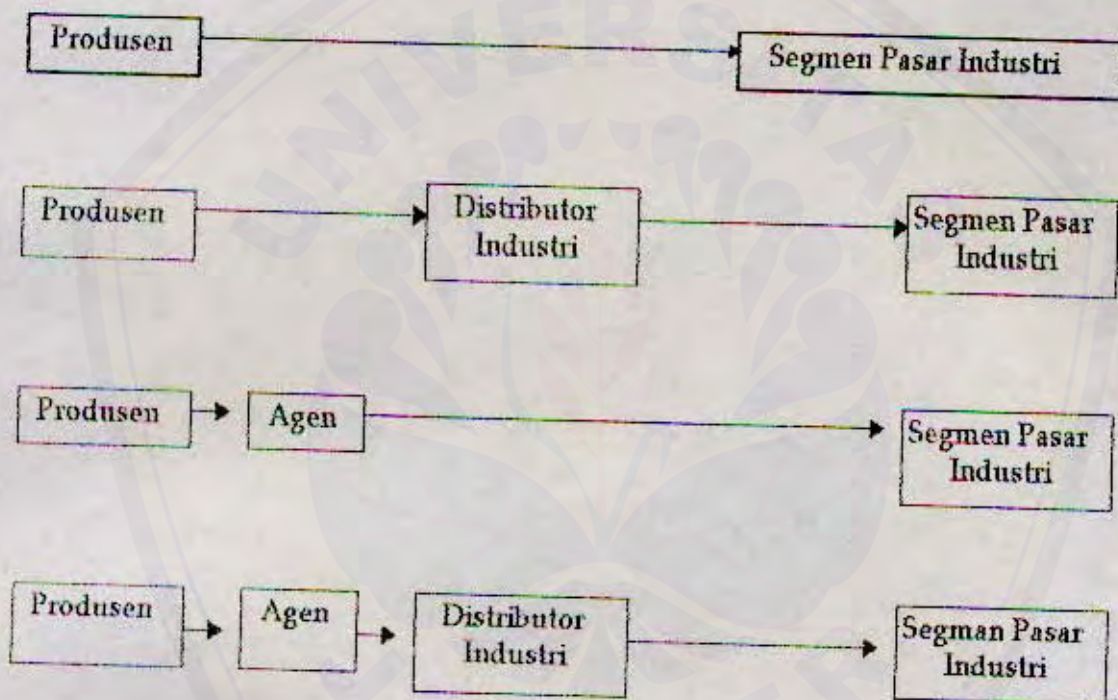 Produsen
Segmen Pasar Industri
Produsen
Distributor
Industri
Segmen Pasar
Industri
Produsen
Agen
Segmen Pasar
Industri
Produsen
Agen
Distributor
Industri
Segman Pasar
Industri
UNIVERSITA